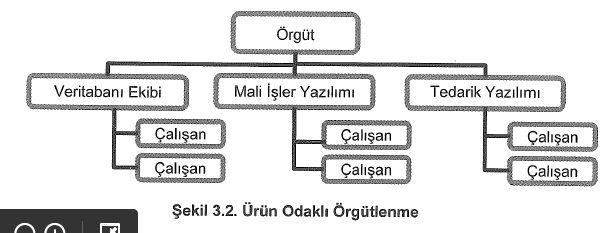 Örgüt
Veritabanı Ekibi
Mali İşler Yazılımı
Tedarik Yazılımı
Çalışan
Çalışan
Çalışan
Çalışan
Çalışan
Çalışan
Şekil 3.2. Ürün Odaklı Örgütlenme